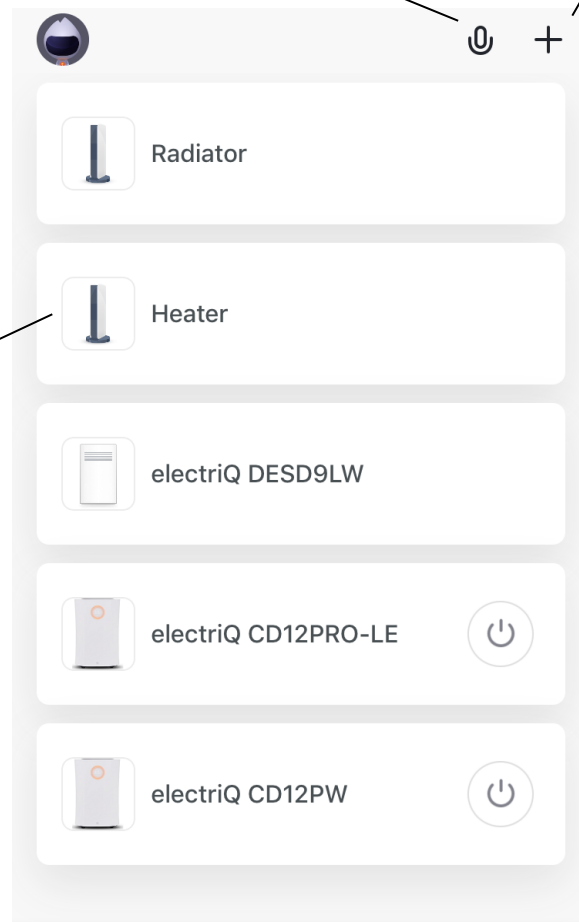 Radiator
Heater
electriQ DESD9LW
electriQ CD12PRO-LE
electriQ CD12PW